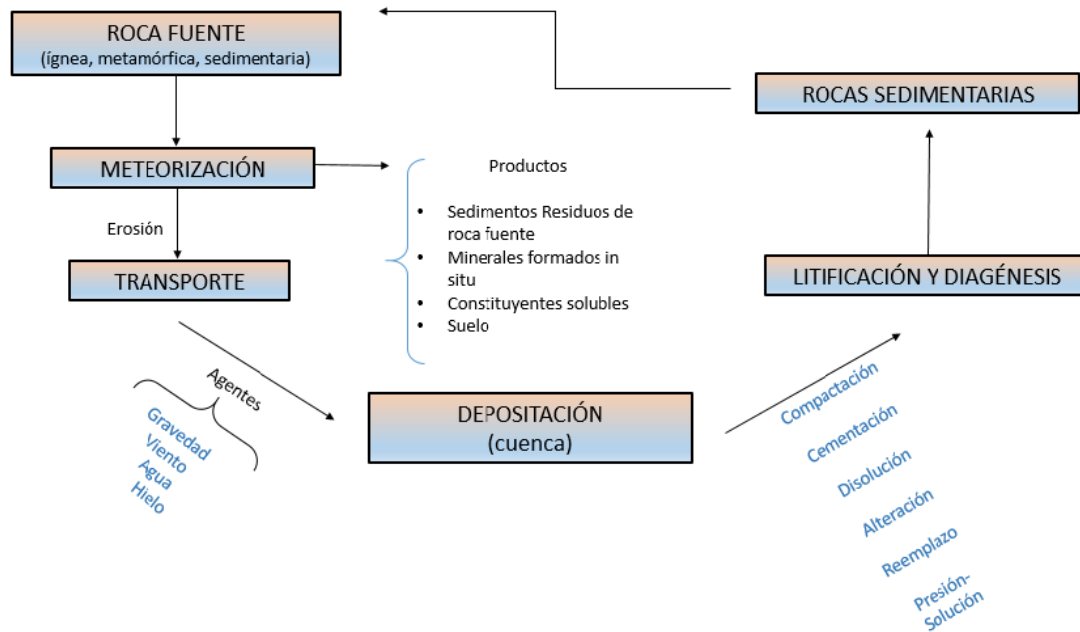 ROCA FUENTE
(ígnea, metamórfica, sedimentaria)
ROCAS SEDIMENTARIAS
METEORIZACIÓN
Productos
• Sedimentos Residuos de
roca fuente
• Minerales formados in
situ
• Constituyentes solubles
• Suelo
Erosión
TRANSPORTE
LITIFICACIÓN Y DIAGÉNESIS
Agentes
Gravedad
Viento
Agua
Hielo
DEPOSITACIÓN
(cuenca)
Compactación
Cementación
Disolución
Alteración
Reemplazo
Presión-
Solución